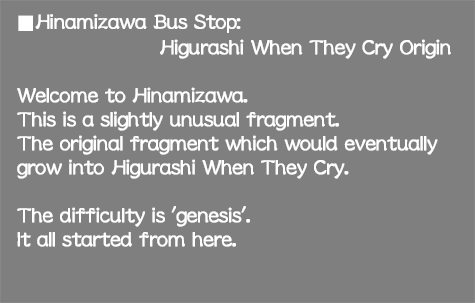 ■Hinamizawa Bus Stop:
Higurashi When They Cry Origin
Welcome to Hinamizawa.
This is a slightly unusual fragment.
The original fragment which would eventually
grow into Higurashi When They Cry.
The difficulty is 'genesis'.
It all started from here.